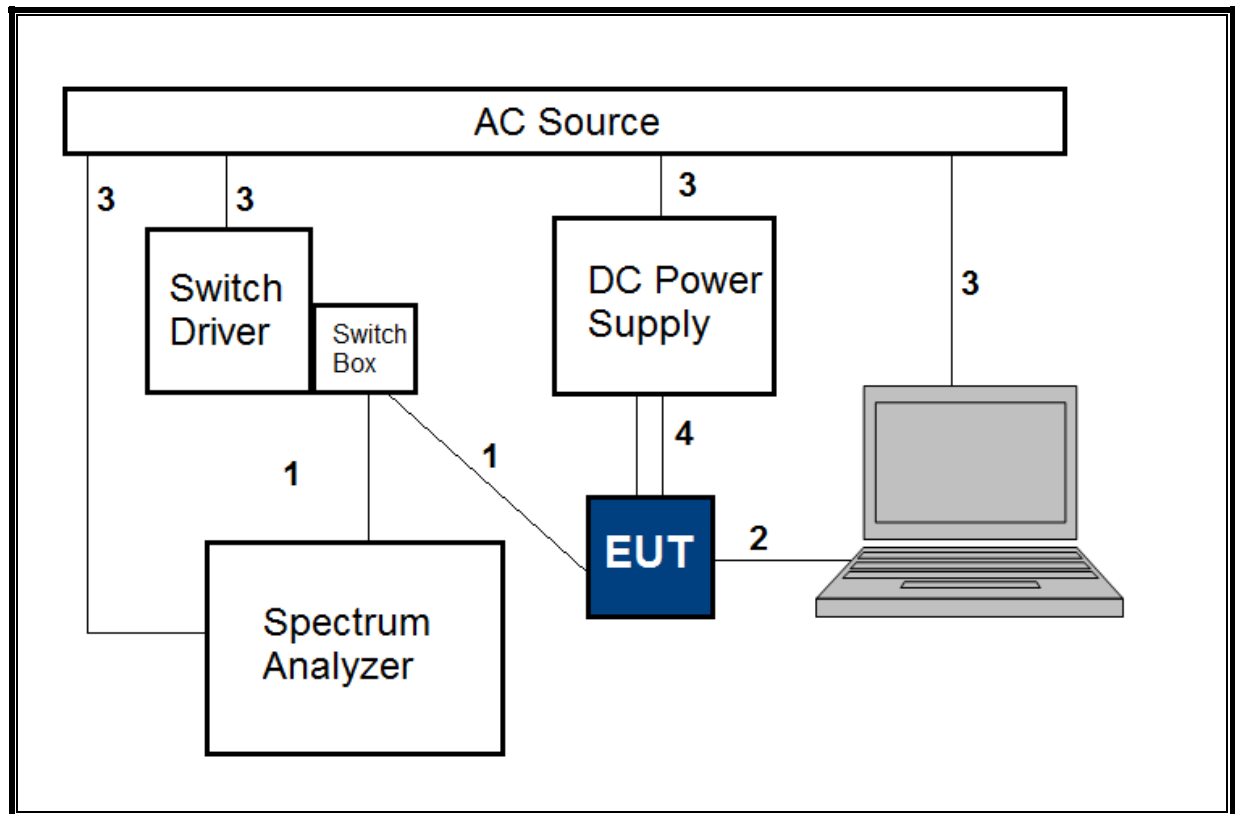 AC Source
3
3
3
3
Switch
Driver
Switch
Box
DC Power
Supply
4
1
1
EUT
2
Spectrum
Analyzer